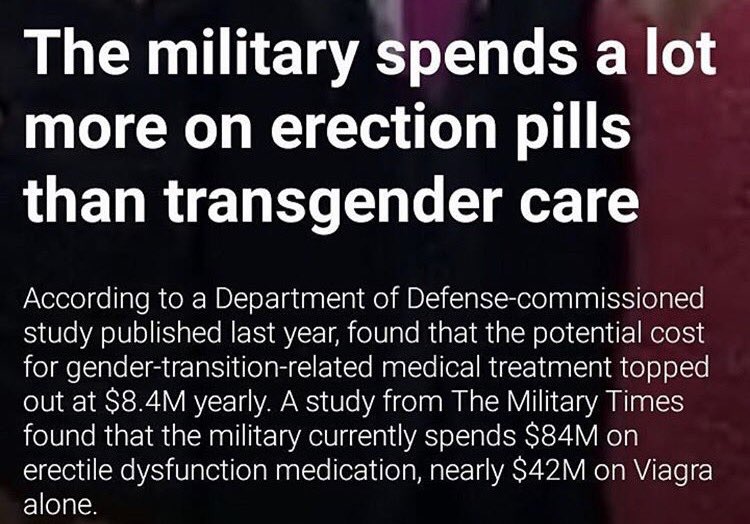 The military spends a lot
more on erection pills
than transgender care
According to a Department of Defense-commissioned
study published last year, found that the potential cost
for gender-transition-related medical treatment topped
out at $8.4M yearly. A study from The Military Times
found that the military currently spends $84M on
erectile dysfunction medication, nearly $42M on Viagra
alone.